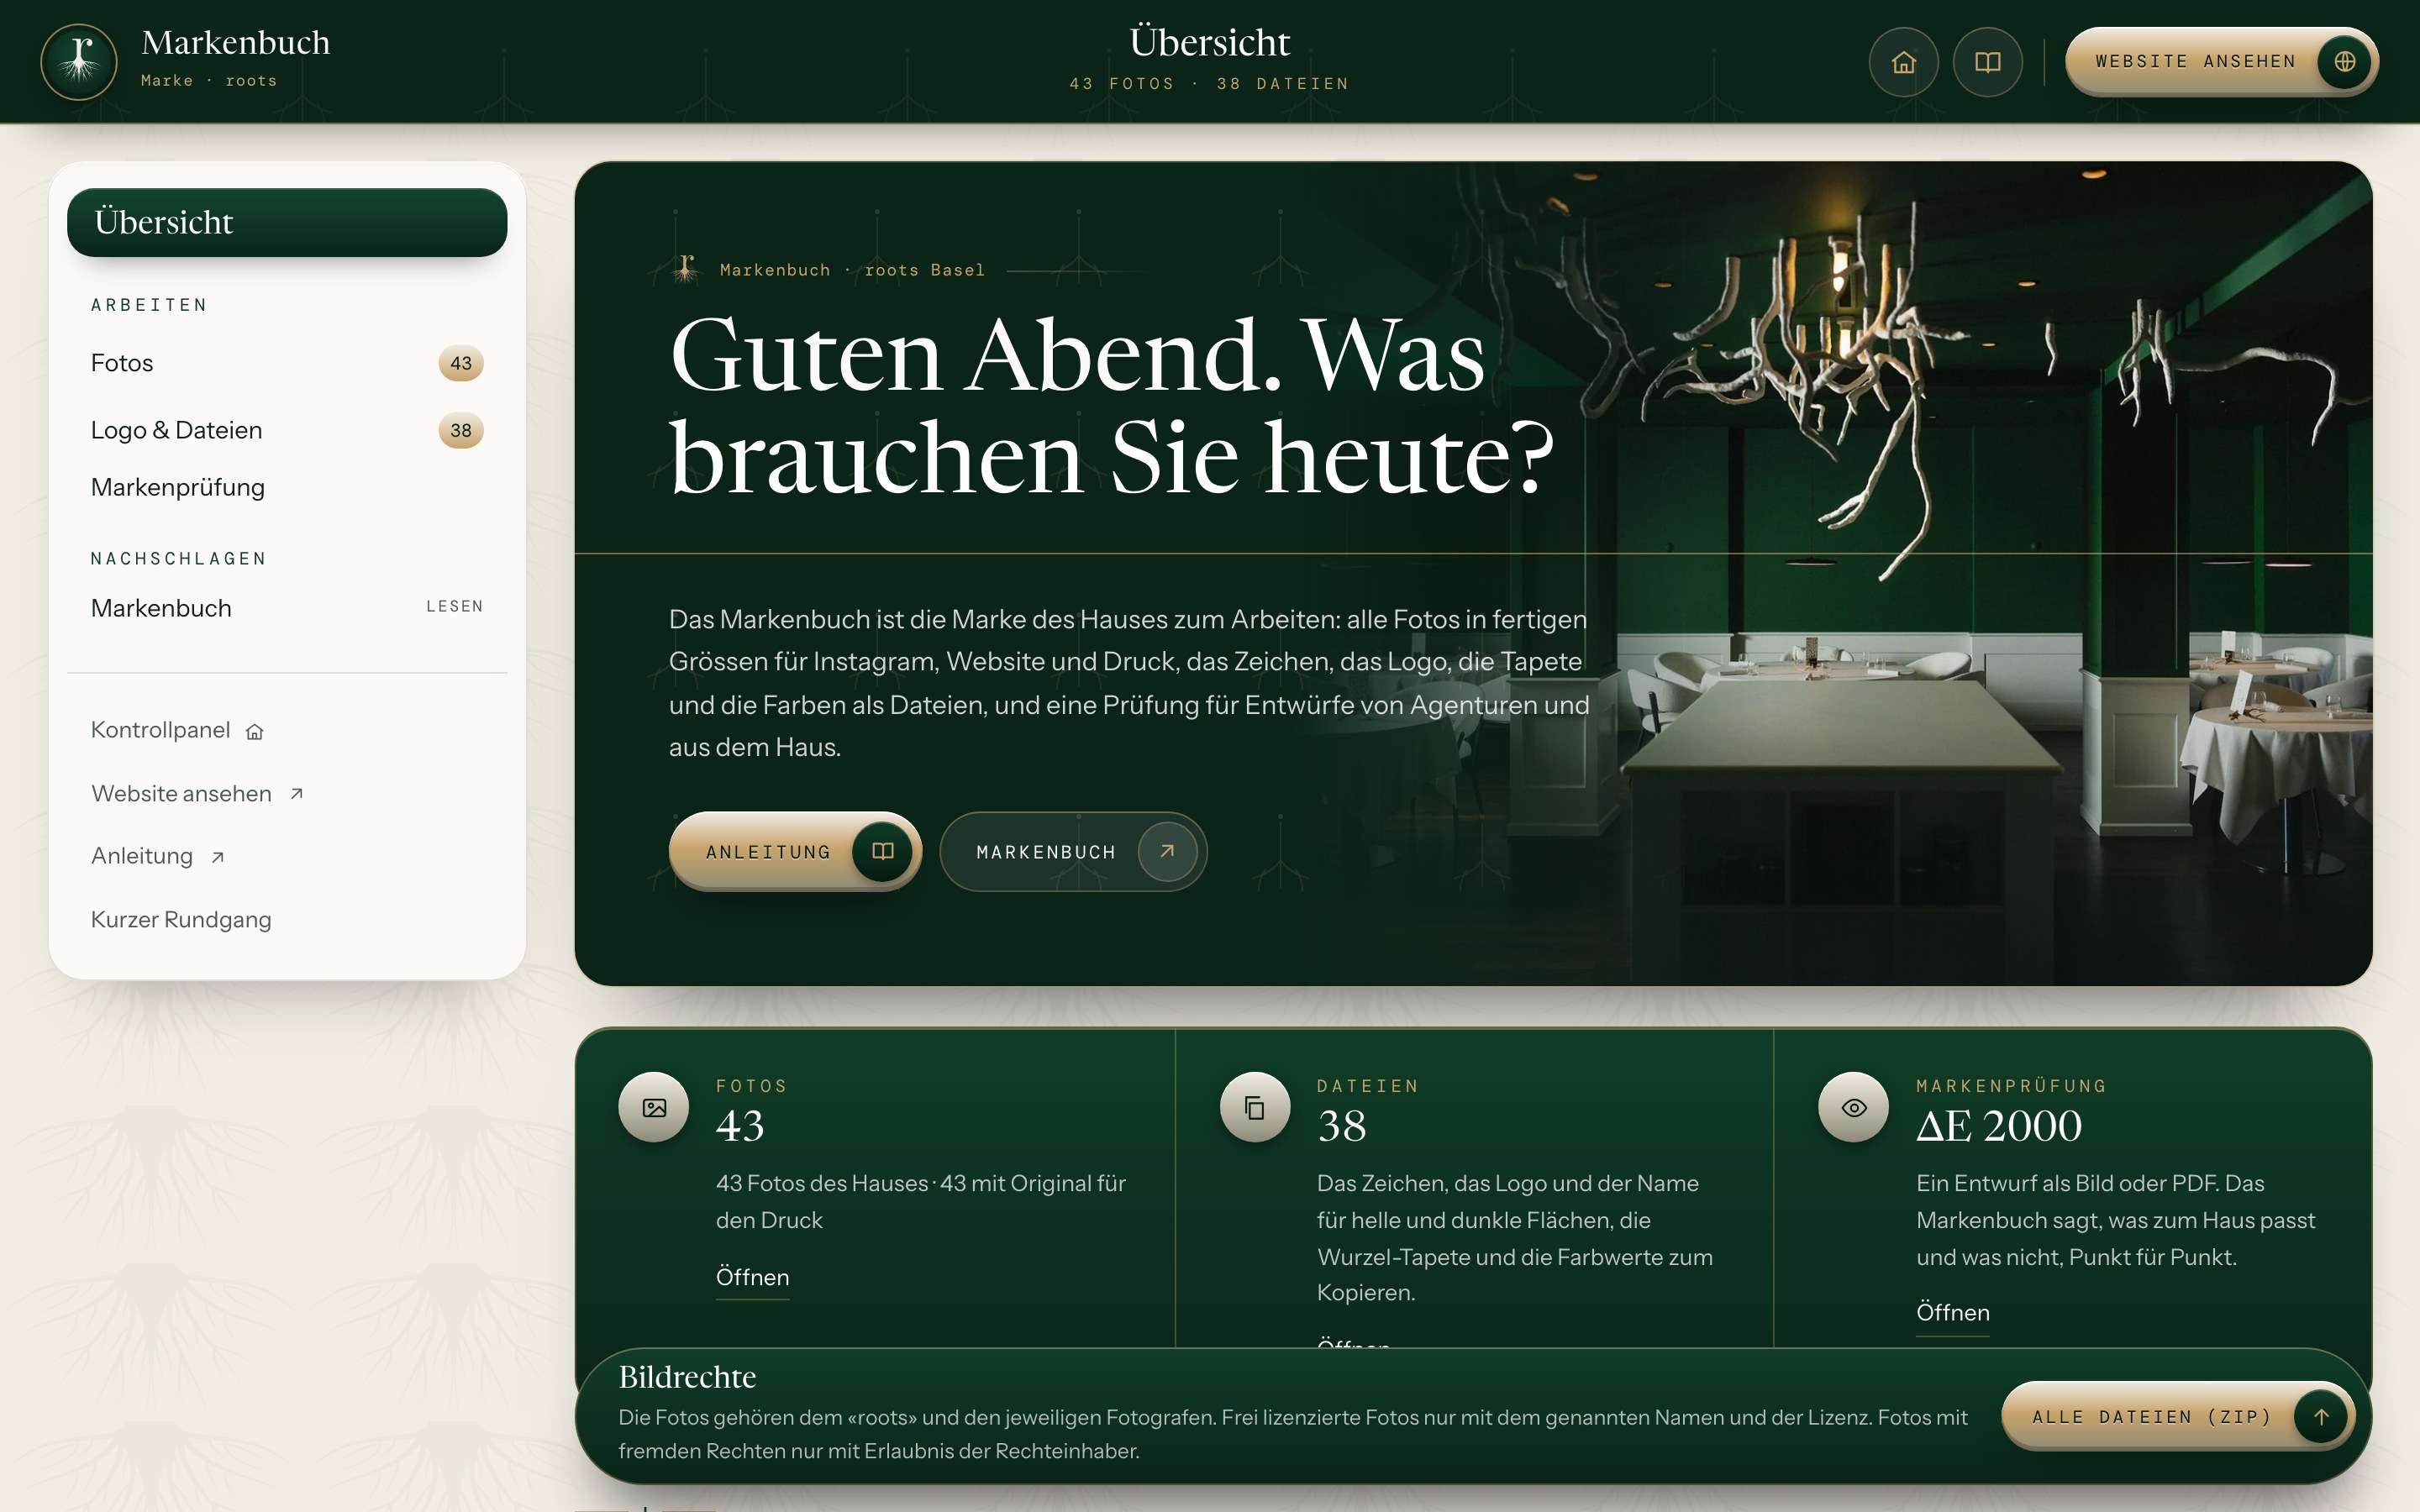 r
Markenbuch
Marke · roots
Übersicht
43 FOTOS · 38 DATEIEN
WEBSITE ANSEHEN
Übersicht
ARBEITEN
Fotos 43
Logo & Dateien 38
Markenprüfung
NACHSCHLAGEN
Markenbuch LESEN
Kontrollpanel
Website ansehen
Anleitung
Kurzer Rundgang
r Markenbuch · roots Basel
Guten Abend. Was
brauchen Sie heute?
Das Markenbuch ist die Marke des Hauses zum Arbeiten: alle Fotos in fertigen
Grössen für Instagram, Website und Druck, das Zeichen, das Logo, die Tapete
und die Farben als Dateien, und eine Prüfung für Entwürfe von Agenturen und
aus dem Haus.
ANLEITUNG
MARKENBUCH
FOTOS
43
43 Fotos des Hauses · 43 mit Original für
den Druck
Öffnen
DATEIEN
38
Das Zeichen, das Logo und der Name
für helle und dunkle Flächen, die
Wurzel-Tapete und die Farbwerte zum
Kopieren.
Öffnen
MARKENPRÜFUNG
ΔE 2000
Ein Entwurf als Bild oder PDF. Das
Markenbuch sagt, was zum Haus passt
und was nicht, Punkt für Punkt.
Öffnen
Bildrechte
Die Fotos gehören dem «roots» und den jeweiligen Fotografen. Frei lizenzierte Fotos nur mit dem genannten Namen und der Lizenz. Fotos mit
fremden Rechten nur mit Erlaubnis der Rechteinhaber.
ALLE DATEIEN (ZIP)